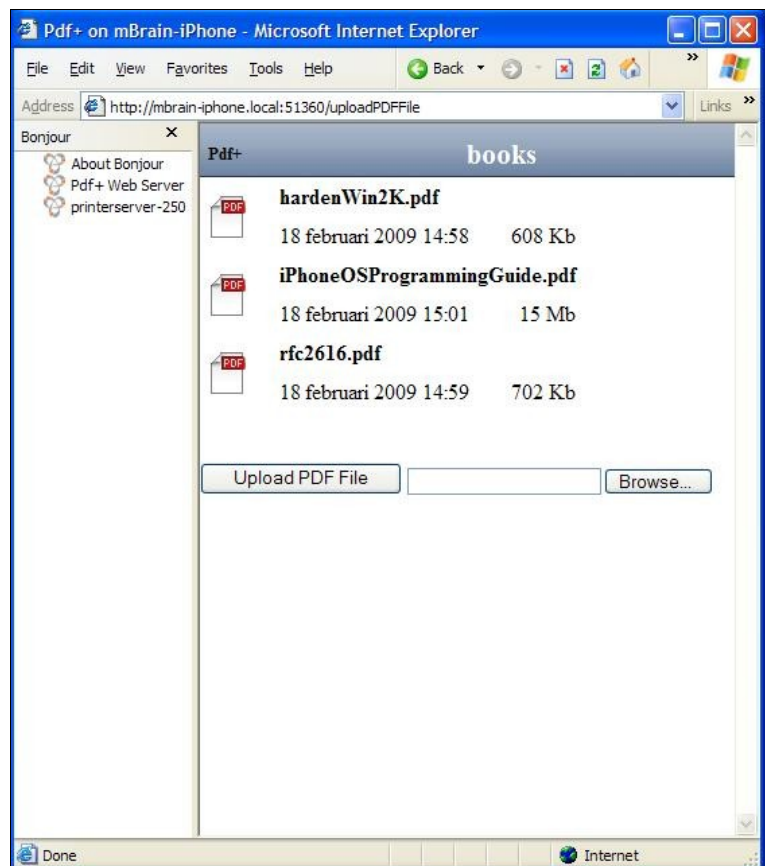 Pdf+ on mBrain-iPhone - Microsoft Internet Explorer
File Edit View Favorites Tools Help Back »
Address http://mbrain-iphone.local:51360/uploadPDFFile Links »
Bonjour x
About Bonjour
Pdf+ Web Server
printerserver-250
Pdf+ books
PDF hardenWin2K.pdf
18 februari 2009 14:58 608 Kb
PDF iPhoneOSProgrammingGuide.pdf
18 februari 2009 15:01 15 Mb
PDF rfc2616.pdf
18 februari 2009 14:59 702 Kb
Upload PDF File Browse...
Done Internet